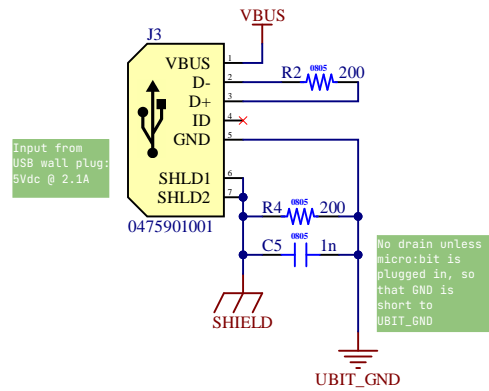 VBUS
J3
VBUS 1
D- 2
D+ 3
ID 4
GND 5
SHLD1 6
SHLD2 7
0475901001
R2 0805 200
Input from
USB wall plug:
5Vdc @ 2.1A
R4 200
0805
C5 1n
0805
No drain unless
micro:bit is
plugged in, so
that GND is
short to
UBIT_GND
SHIELD
UBIT_GND